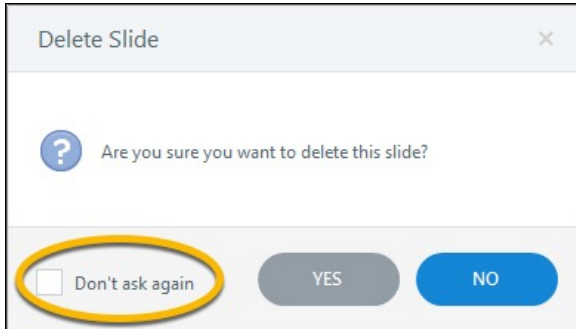 Delete Slide
Are you sure you want to delete this slide?
Don't ask again
YES
NO